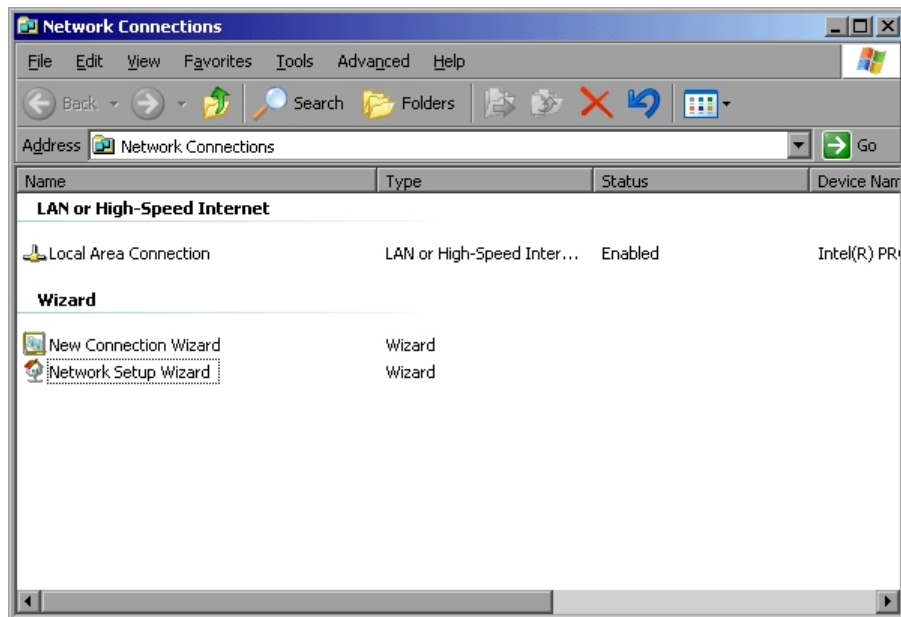 Network Connections
File Edit View Favorites Tools Advanced Help
Back Search Folders
Address Network Connections Go
Name Type Status Device Nam
LAN or High-Speed Internet
Local Area Connection LAN or High-Speed Inter... Enabled Intel(R) PR
Wizard
New Connection Wizard Wizard
Network Setup Wizard Wizard